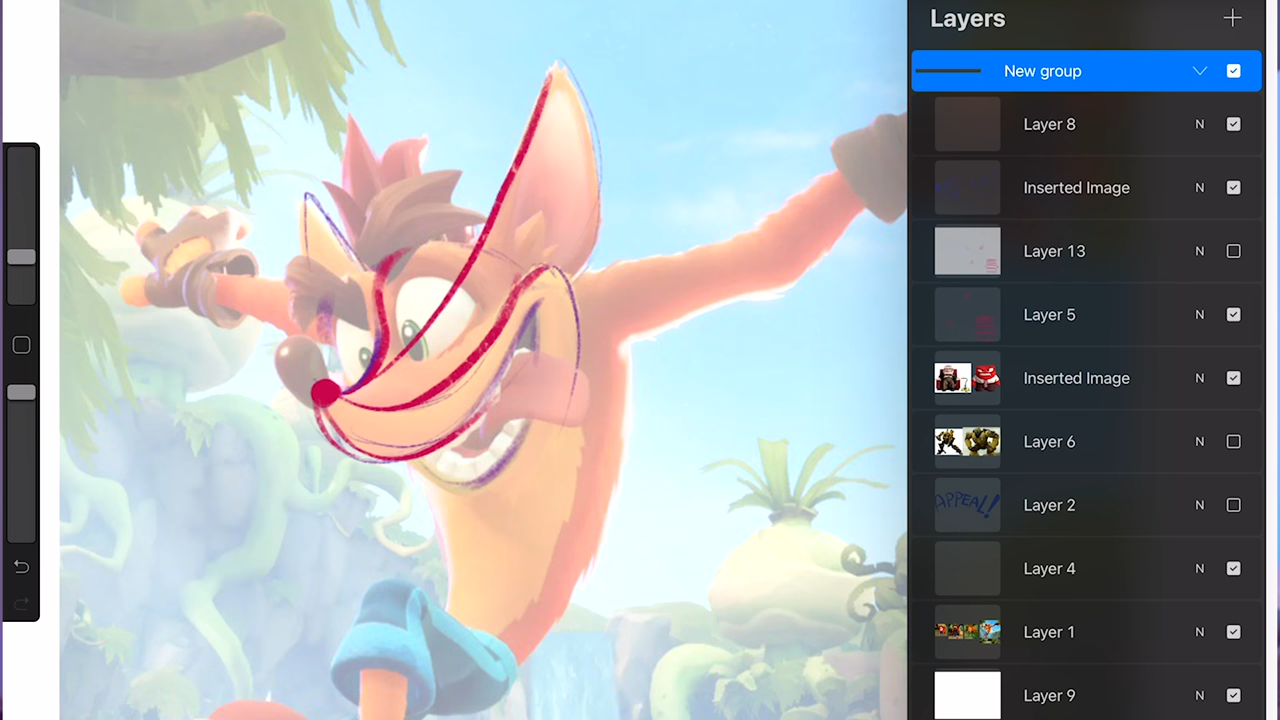 Layers
New group
Layer 8 N
Inserted Image N
Layer 13 N
Layer 5 N
Inserted Image N
Layer 6 N
Layer 2 N
APPEAL!
Layer 4 N
Layer 1 N
Layer 9 N